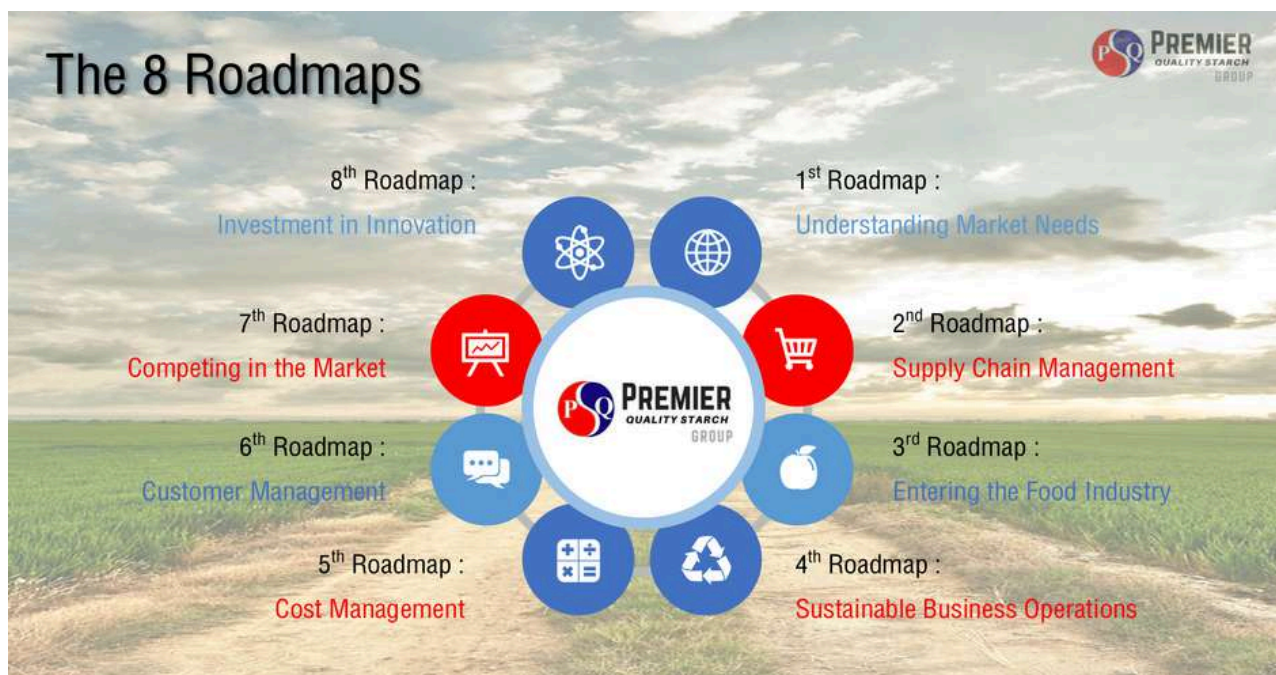 The 8 Roadmaps
PREMIER
QUALITY STARCH
GROUP
1st Roadmap :
Understanding Market Needs
2nd Roadmap :
Supply Chain Management
3rd Roadmap :
Entering the Food Industry
4th Roadmap :
Sustainable Business Operations
5th Roadmap :
Cost Management
6th Roadmap :
Customer Management
7th Roadmap :
Competing in the Market
8th Roadmap :
Investment in Innovation
PSQ
PREMIER
QUALITY STARCH
GROUP